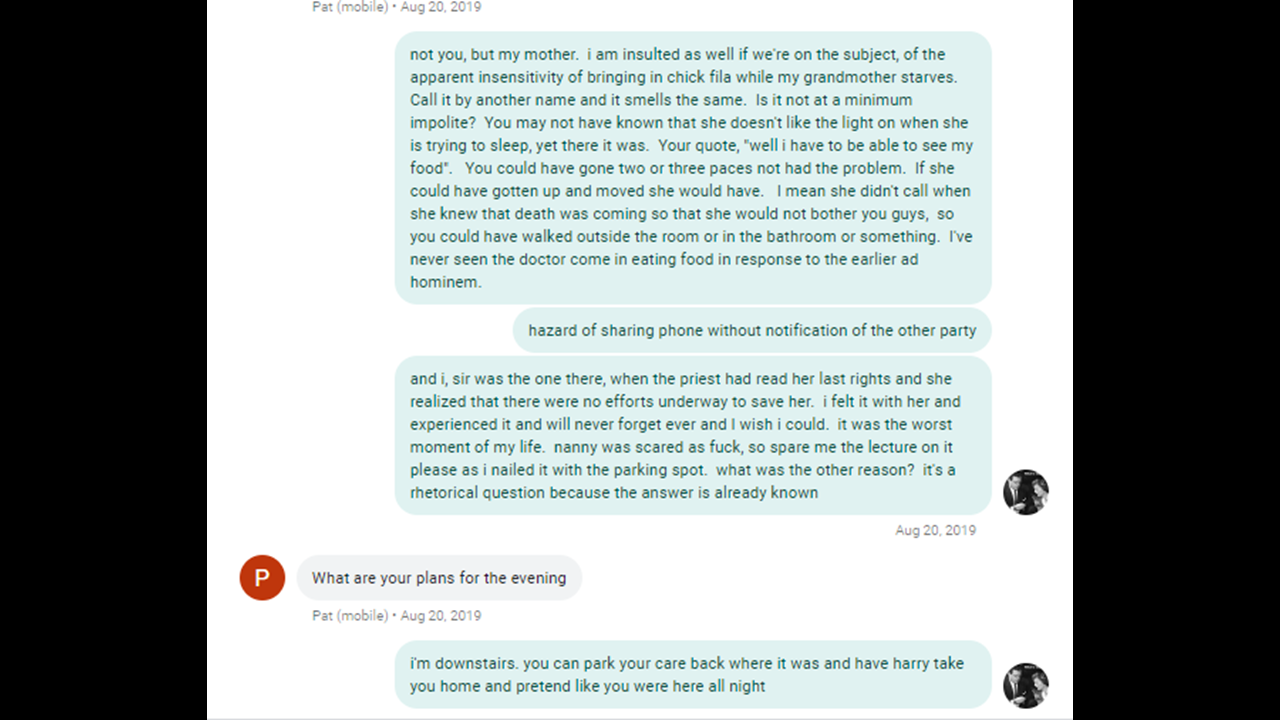 Pat (mobile) • Aug 20, 2019
not you, but my mother.  i am insulted as well if we're on the subject, of the
apparent insensitivity of bringing in chick fila while my grandmother starves.
Call it by another name and it smells the same.  Is it not at a minimum
impolite?  You may not have known that she doesn't like the light on when she
is trying to sleep, yet there it was.  Your quote, "well i have to be able to see my
food".   You could have gone two or three paces not had the problem.  If she
could have gotten up and moved she would have.   I mean she didn't call when
she knew that death was coming so that she would not bother you guys,  so
you could have walked outside the room or in the bathroom or something.  I've
never seen the doctor come in eating food in response to the earlier ad
hominem.
hazard of sharing phone without notification of the other party
and i, sir was the one there, when the priest had read her last rights and she
realized that there were no efforts underway to save her.  i felt it with her and
experienced it and will never forget ever and I wish i could.  it was the worst
moment of my life.  nanny was scared as fuck, so spare me the lecture on it
please as i nailed it with the parking spot.  what was the other reason?  it's a
rhetorical question because the answer is already known
Aug 20, 2019
P
What are your plans for the evening
Pat (mobile) • Aug 20, 2019
i'm downstairs. you can park your care back where it was and have harry take
you home and pretend like you were here all night